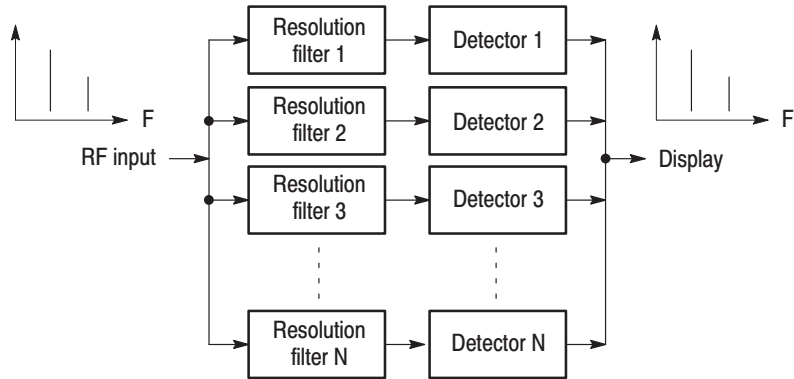 Resolution
filter 1
Detector 1
F
F
Resolution
filter 2
Detector 2
RF input
Display
Resolution
filter 3
Detector 3
Resolution
filter N
Detector N